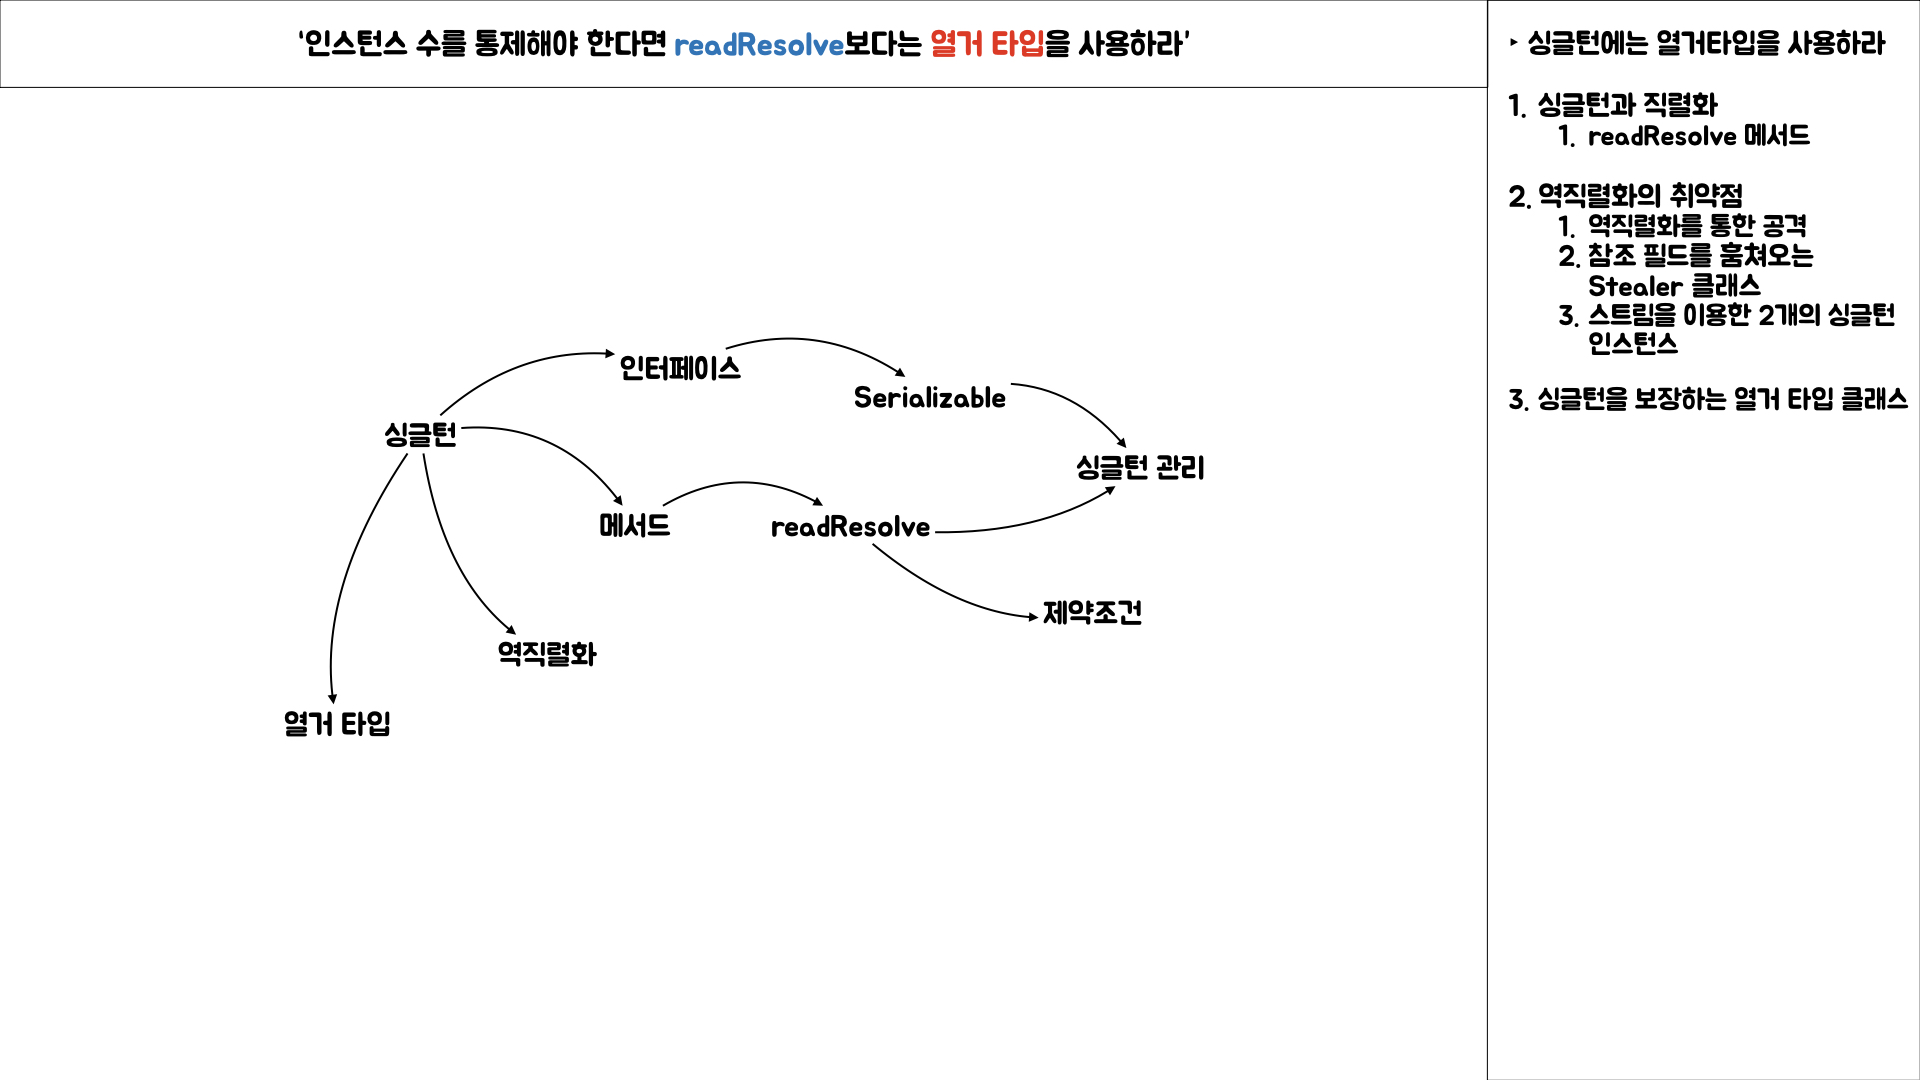 ‘인스턴스 수를 통제해야 한다면 readResolve보다는 열거 타입을 사용하라’
인터페이스
Serializable
싱글턴
싱글턴 관리
메서드
readResolve
제약조건
역직렬화
열거 타입
‣ 싱글턴에는 열거타입을 사용하라
1. 싱글턴과 직렬화
1. readResolve 메서드
2. 역직렬화의 취약점
1. 역직렬화를 통한 공격
2. 참조 필드를 훔쳐오는
Stealer 클래스
3. 스트림을 이용한 2개의 싱글턴
인스턴스
3. 싱글턴을 보장하는 열거 타입 클래스